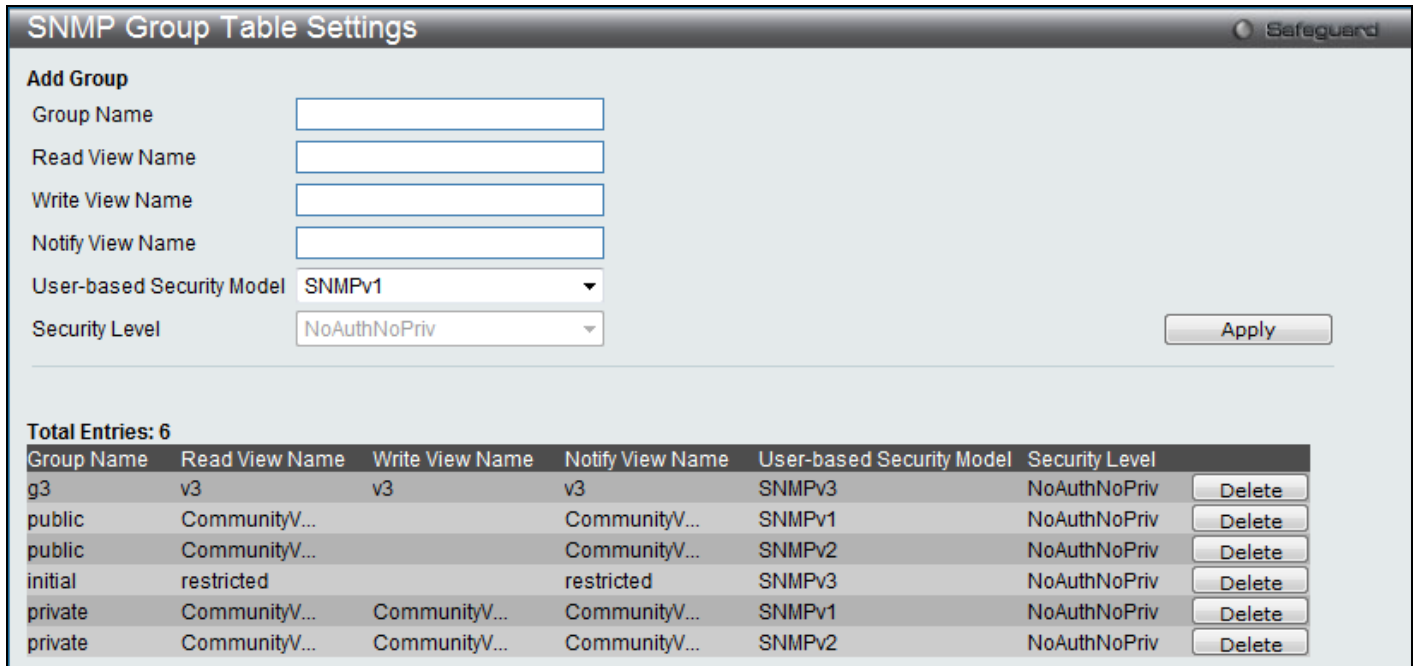 SNMP Group Table Settings
Safeguard
Add Group
Group Name
Read View Name
Write View Name
Notify View Name
User-based Security Model SNMPv1
Security Level NoAuthNoPriv Apply
Total Entries: 6
Group Name Read View Name Write View Name Notify View Name User-based Security Model Security Level
g3 v3 v3 v3 SNMPv3 NoAuthNoPriv Delete
public CommunityV... CommunityV... SNMPv1 NoAuthNoPriv Delete
public CommunityV... CommunityV... SNMPv2 NoAuthNoPriv Delete
initial restricted restricted SNMPv3 NoAuthNoPriv Delete
private CommunityV... CommunityV... CommunityV... SNMPv1 NoAuthNoPriv Delete
private CommunityV... CommunityV... CommunityV... SNMPv2 NoAuthNoPriv Delete